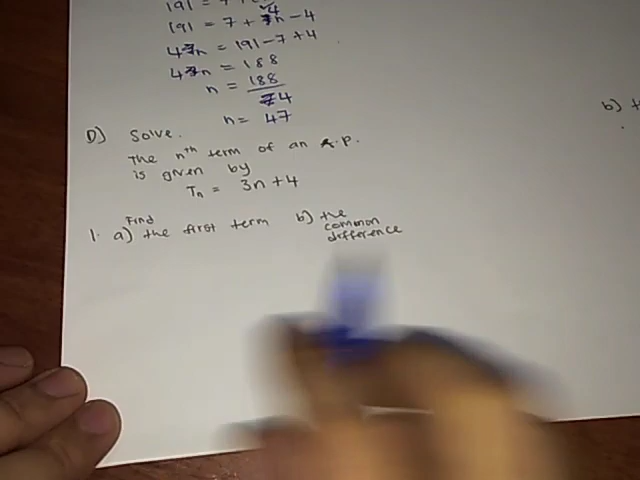 191 = 7 + 4n - 4
4n = 191 - 7 + 4
4n = 188
n = 188
4
n = 47
D) Solve.
The nth term of an A.P.
is given by
Tn = 3n + 4
Find
1. a) the first term b) the
common
difference
b) t